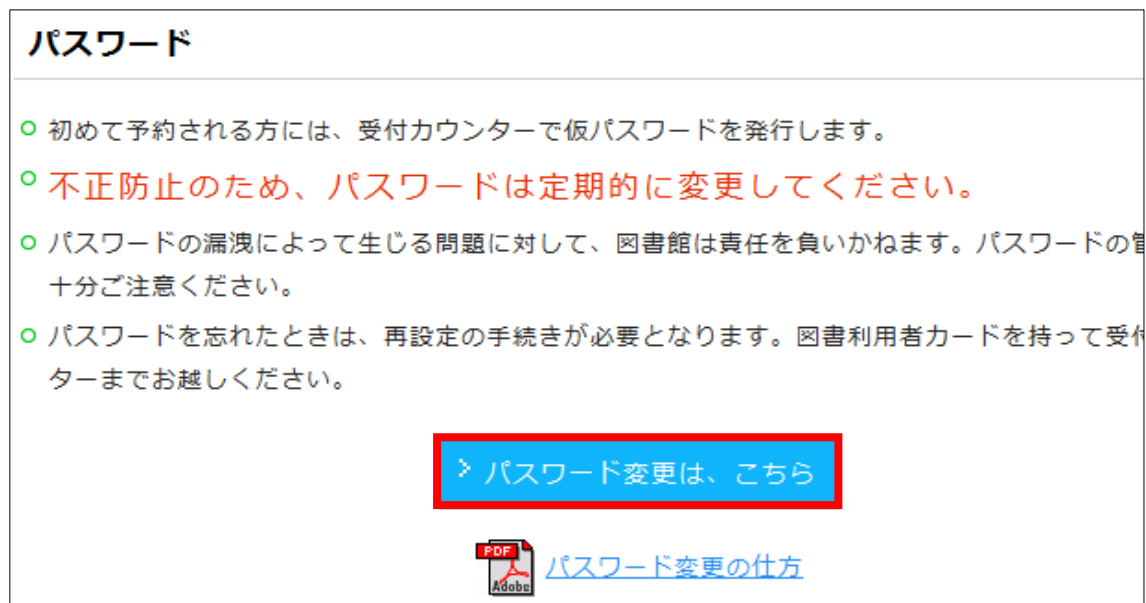 パスワード
初めて予約される方には、受付カウンターで仮パスワードを発行します。
不正防止のため、パスワードは定期的に変更してください。
パスワードの漏洩によって生じる問題に対して、図書館は責任を負いかねます。パスワードの
十分ご注意ください。
パスワードを忘れたときは、再設定の手続きが必要となります。図書利用者カードを持って受
ターまでお越しください。
パスワード変更は、こちら
PDF
Adobe
パスワード変更の仕方